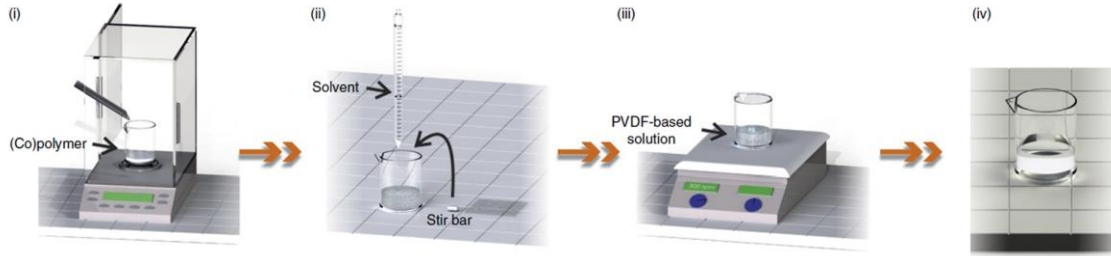 (i)
(ii)
(iii)
(iv)
Solvent
(Co)polymer
PVDF-based
solution
Stir bar